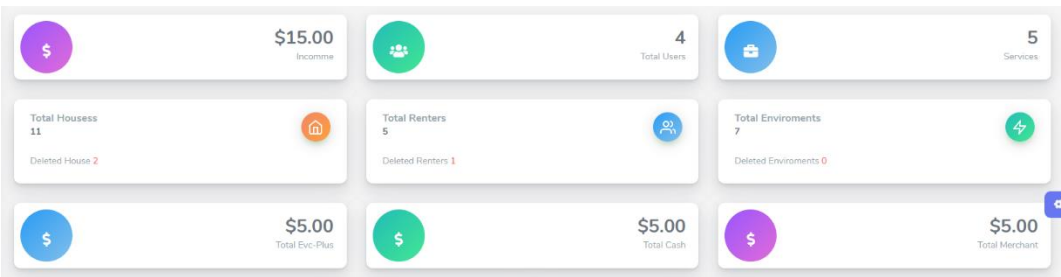 $
$15.00
Incomme
4
Total Users
5
Services
Total Housess
11
Deleted House 2
Total Renters
5
Deleted Renters 1
Total Enviroments
7
Deleted Enviroments 0
$
$5.00
Total Evc-Plus
$
$5.00
Total Cash
$
$5.00
Total Merchant